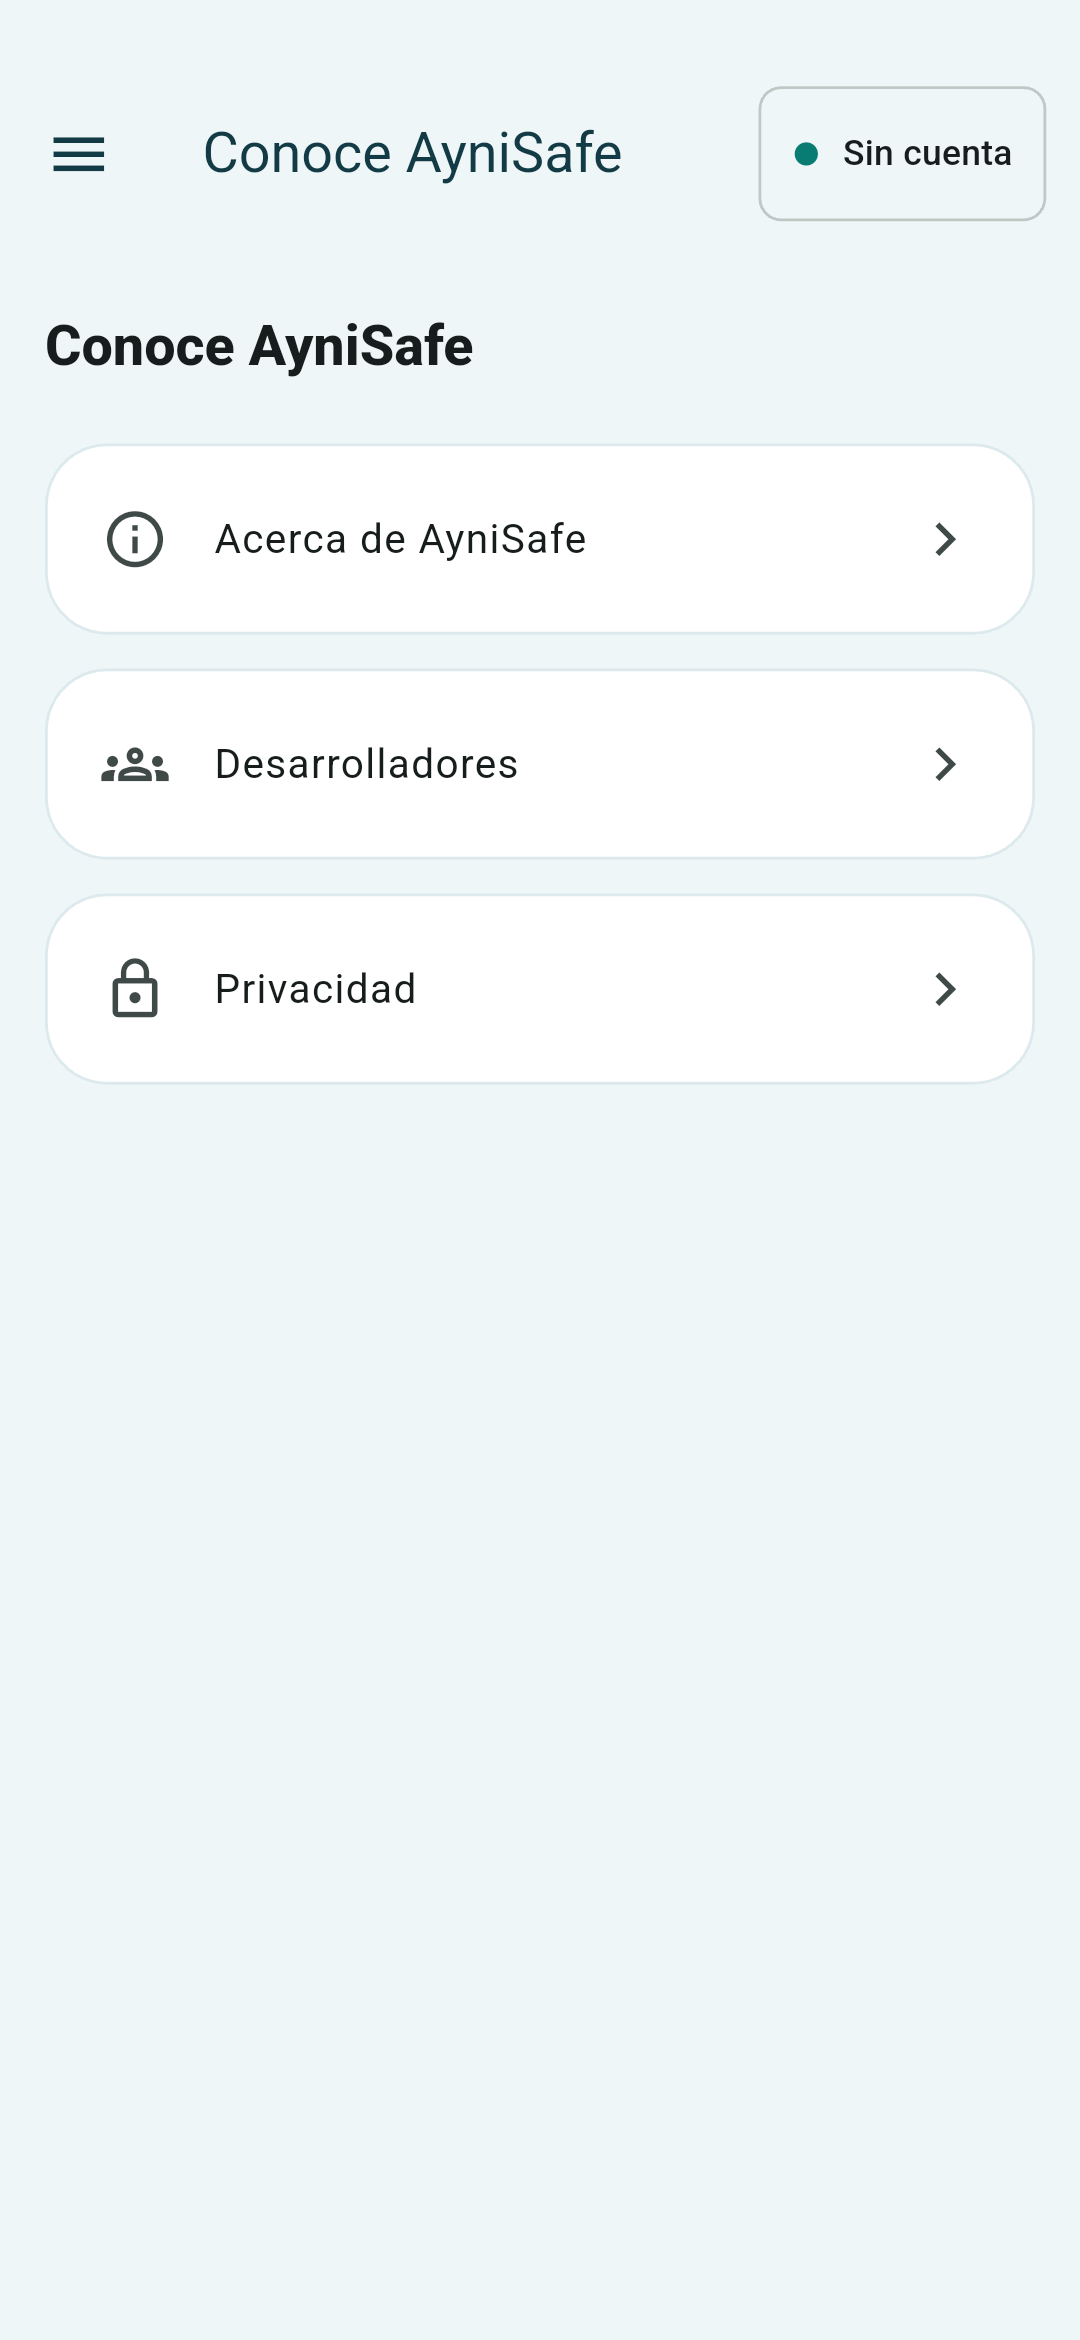 Conoce AyniSafe
Sin cuenta
Conoce AyniSafe
Acerca de AyniSafe
Desarrolladores
Privacidad